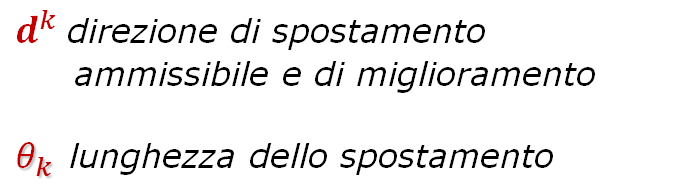 d^k direzione di spostamento
ammissibile e di miglioramento
θ_k lunghezza dello spostamento